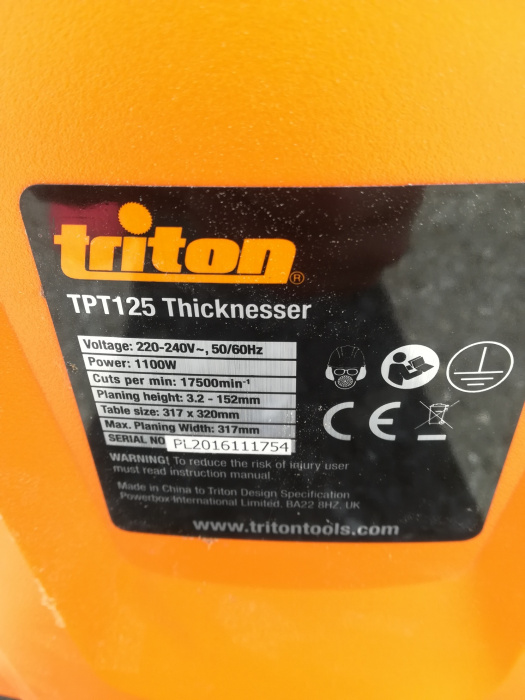 triton®
TPT125 Thicknesser
Voltage: 220-240V~, 50/60Hz
Power: 1100W
Cuts per min: 17500min⁻¹
Planing height: 3.2 - 152mm
Table size: 317 x 320mm
Max. Planing Width: 317mm
SERIAL NO PL2016111754
CE
WARNING! To reduce the risk of injury user
must read instruction manual
Made in China to Triton Design Specification
Powerbox International Limited. BA22 8HZ. UK
www.tritontools.com